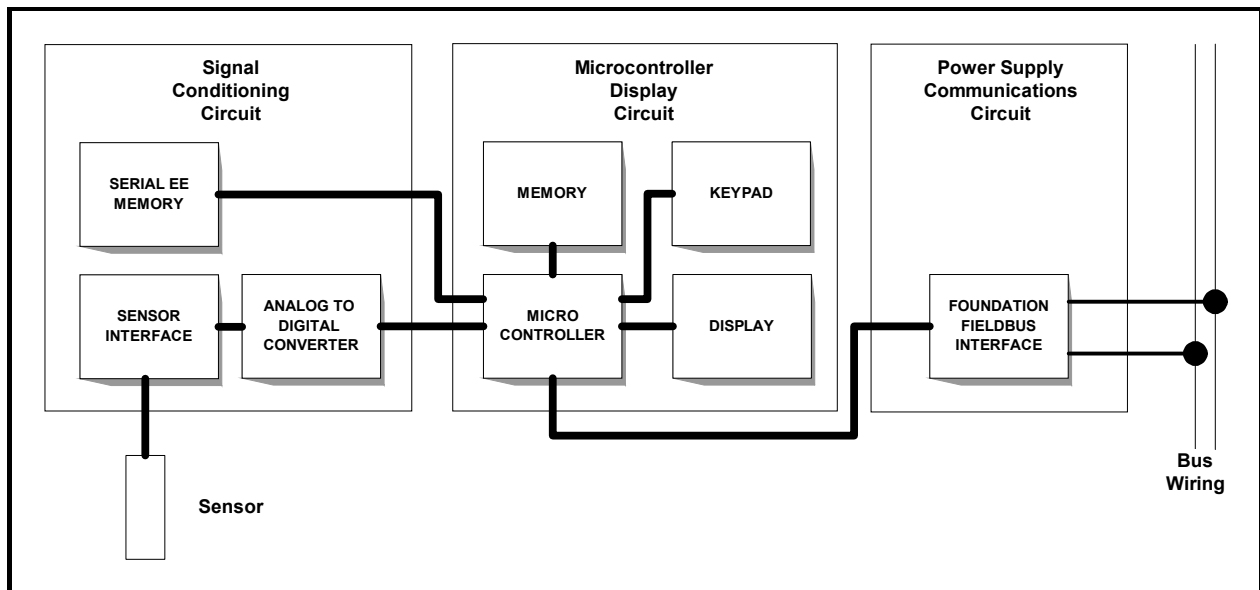 Signal
Conditioning
Circuit
Microcontroller
Display
Circuit
Power Supply
Communications
Circuit
SERIAL EE
MEMORY
MEMORY
KEYPAD
SENSOR
INTERFACE
ANALOG TO
DIGITAL
CONVERTER
MICRO
CONTROLLER
DISPLAY
FOUNDATION
FIELDBUS
INTERFACE
Sensor
Bus
Wiring